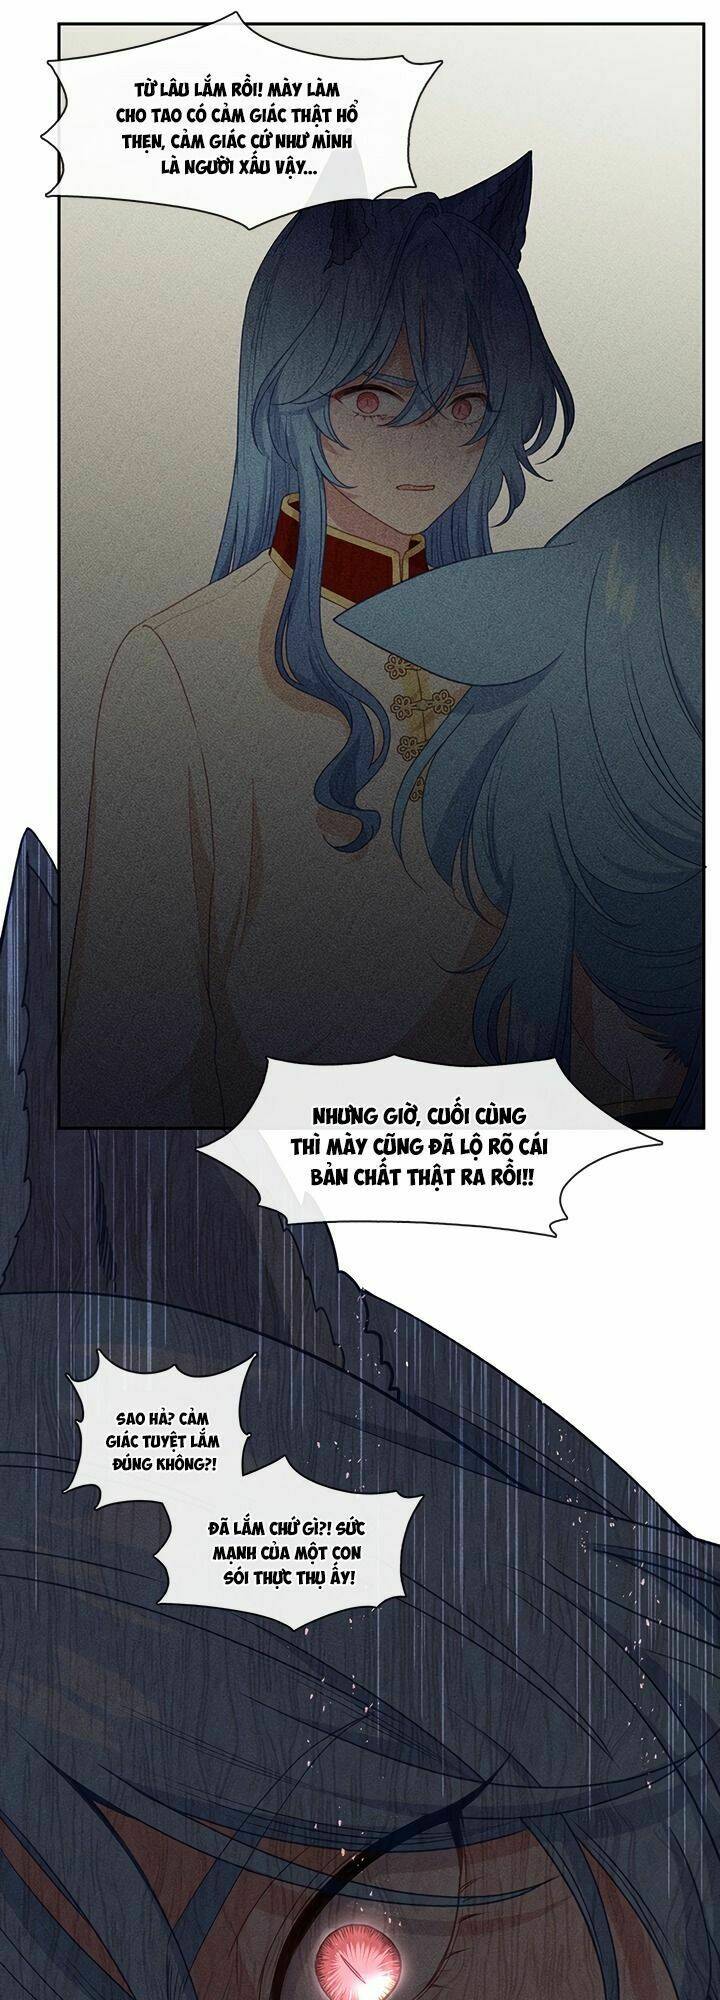 TỪ LÂU LẮM RỒI! MÀY LÀM
CHO TAO CÓ CẢM GIÁC THẬT HỔ
THẸN, CẢM GIÁC CỨ NHƯ MÌNH
LÀ NGƯỜI XẤU VẬY...
NHƯNG GIỜ, CUỐI CÙNG
THÌ MÀY CŨNG ĐÃ LỘ RÕ CÁI
BẢN CHẤT THẬT RA RỒI!!
SAO HẢ? CẢM
GIÁC TUYỆT LẮM
ĐÚNG KHÔNG?!
ĐÃ LẮM CHỨ GÌ?! SỨC
MẠNH CỦA MỘT CON
SÓI THỰC THỤ ẤY!